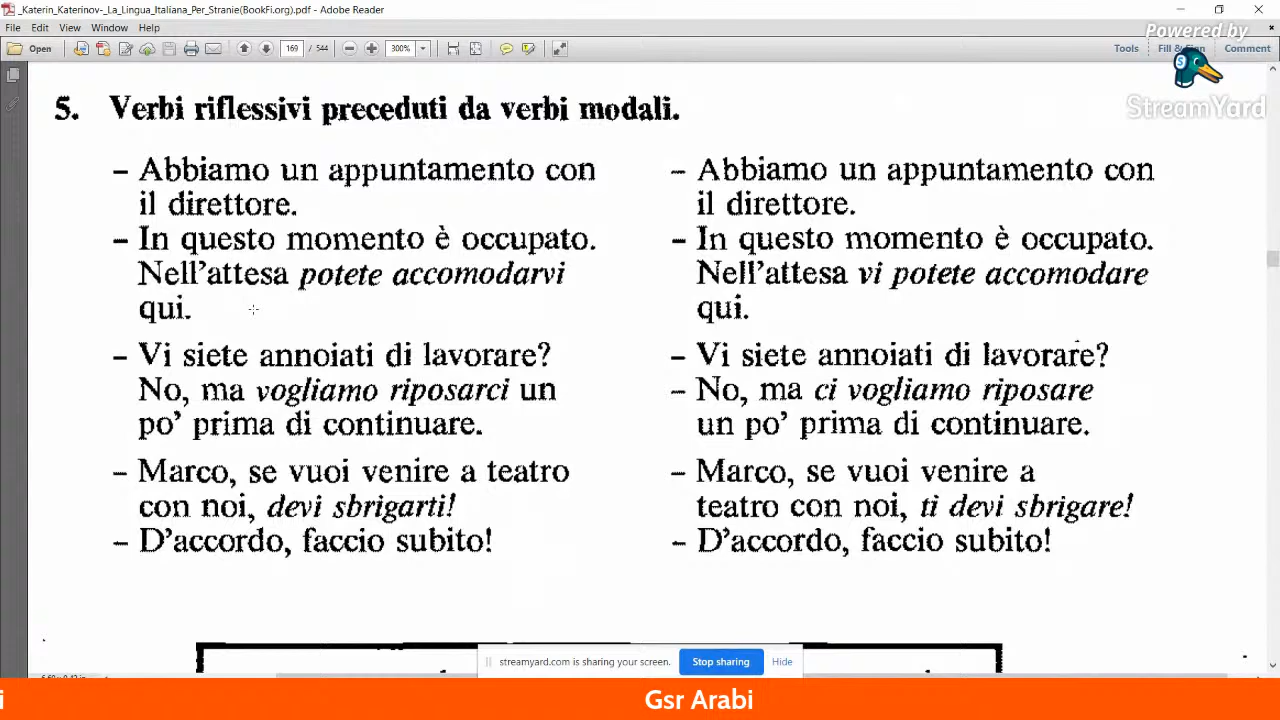 _Katerin_Katerinov-_La_Lingua_Italiana_Per_Stranie(BookFi.org).pdf - Adobe Reader
File Edit View Window Help
Powered by
Open 169 / 544 300% Tools Fill & Sign Comment
StreamYard
5. Verbi riflessivi preceduti da verbi modali.
– Abbiamo un appuntamento con
il direttore.
– In questo momento è occupato.
Nell'attesa potete accomodarvi
qui.
– Vi siete annoiati di lavorare?
No, ma vogliamo riposarci un
po' prima di continuare.
– Marco, se vuoi venire a teatro
con noi, devi sbrigarti!
– D'accordo, faccio subito!
– Abbiamo un appuntamento con
il direttore.
– In questo momento è occupato.
Nell'attesa vi potete accomodare
qui.
– Vi siete annoiati di lavorare?
– No, ma ci vogliamo riposare
un po' prima di continuare.
– Marco, se vuoi venire a
teatro con noi, ti devi sbrigare!
– D'accordo, faccio subito!
streamyard.com is sharing your screen. Stop sharing Hide
i Gsr Arabi